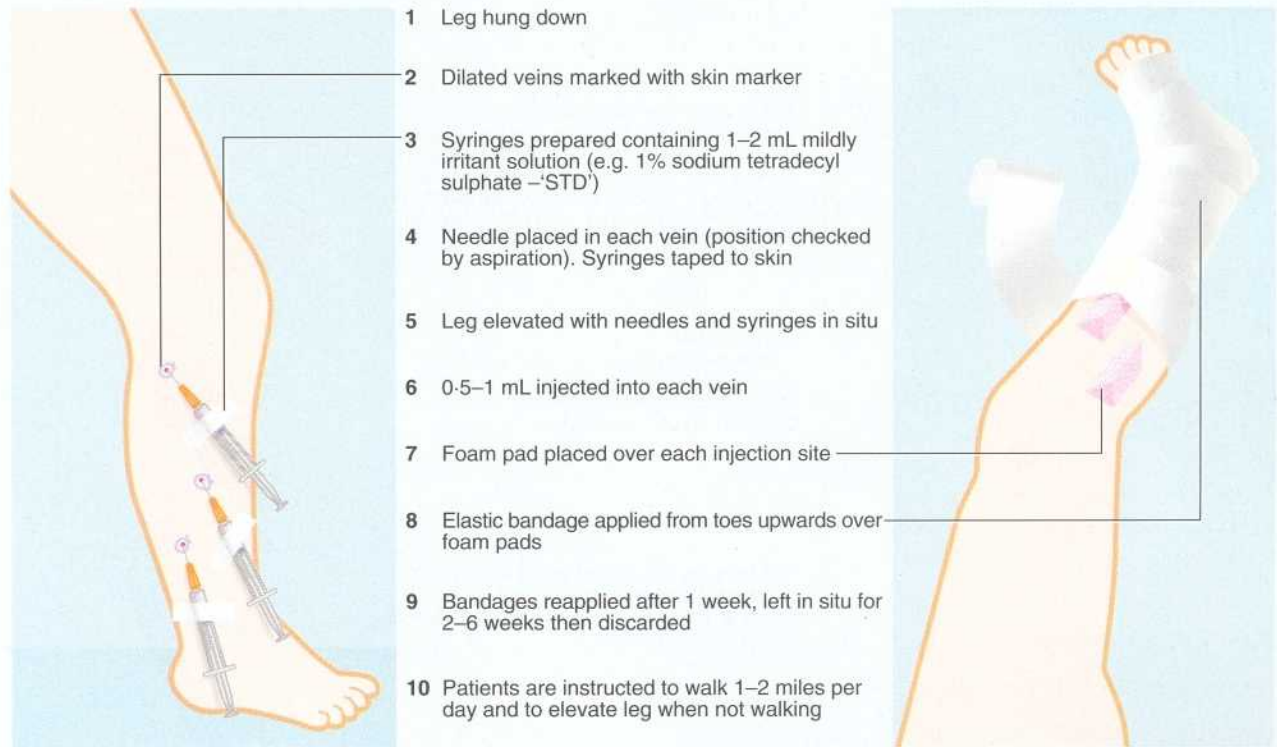 1 Leg hung down
2 Dilated veins marked with skin marker
3 Syringes prepared containing 1–2 mL mildly
irritant solution (e.g. 1% sodium tetradecyl
sulphate –‘STD’)
4 Needle placed in each vein (position checked
by aspiration). Syringes taped to skin
5 Leg elevated with needles and syringes in situ
6 0·5–1 mL injected into each vein
7 Foam pad placed over each injection site
8 Elastic bandage applied from toes upwards over
foam pads
9 Bandages reapplied after 1 week, left in situ for
2–6 weeks then discarded
10 Patients are instructed to walk 1–2 miles per
day and to elevate leg when not walking